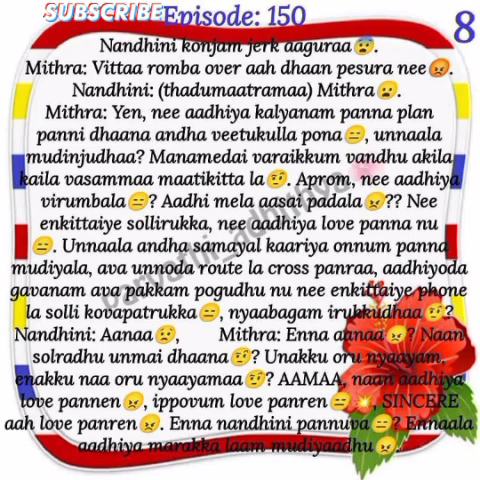 SUBSCRIBE Episode: 150 8
Nandhini konjam jerk aaguraa😨.
Mithra: Vittaa romba over aah dhaan pesura nee😡.
Nandhini: (thadumaatramaa) Mithra😦.
Mithra: Yen, nee aadhiya kalyanam panna plan
panni dhaana andha veetukulla pona😑, unnaala
mudinjudhaa? Manamedai varaikkum vandhu akila
kaila vasammaa maatikitta la🤨. Aprom, nee aadhiya
virumbala😑? Aadhi mela aasai padala😠?? Nee
enkittaiye sollirukka, nee aadhiya love panna nu
😑. Unnaala andha samayal kaariya onnum panna
mudiyala, ava unnoda route la cross panraa, aadhiyoda
gavanam ava pakkam pogudhu nu nee enkittaiye phone
la solli kovapatrukka😑, nyaabagam irukkudhaa🤨?
Nandhini: Aanaa😟, Mithra: Enna aanaa😠? Naan
solradhu unmai dhaana🤨? Unakku oru nyaayam,
enakku naa oru nyaayamaa🤨? AAMAA, naan aadhiya
love pannen😠, ippovum love panren😑💥, SINCERE
aah love panren😠. Enna nandhini pannuva😑? Ennaala
aadhiya marakka laam mudiyaadhu😠.
parvathi_adhithya